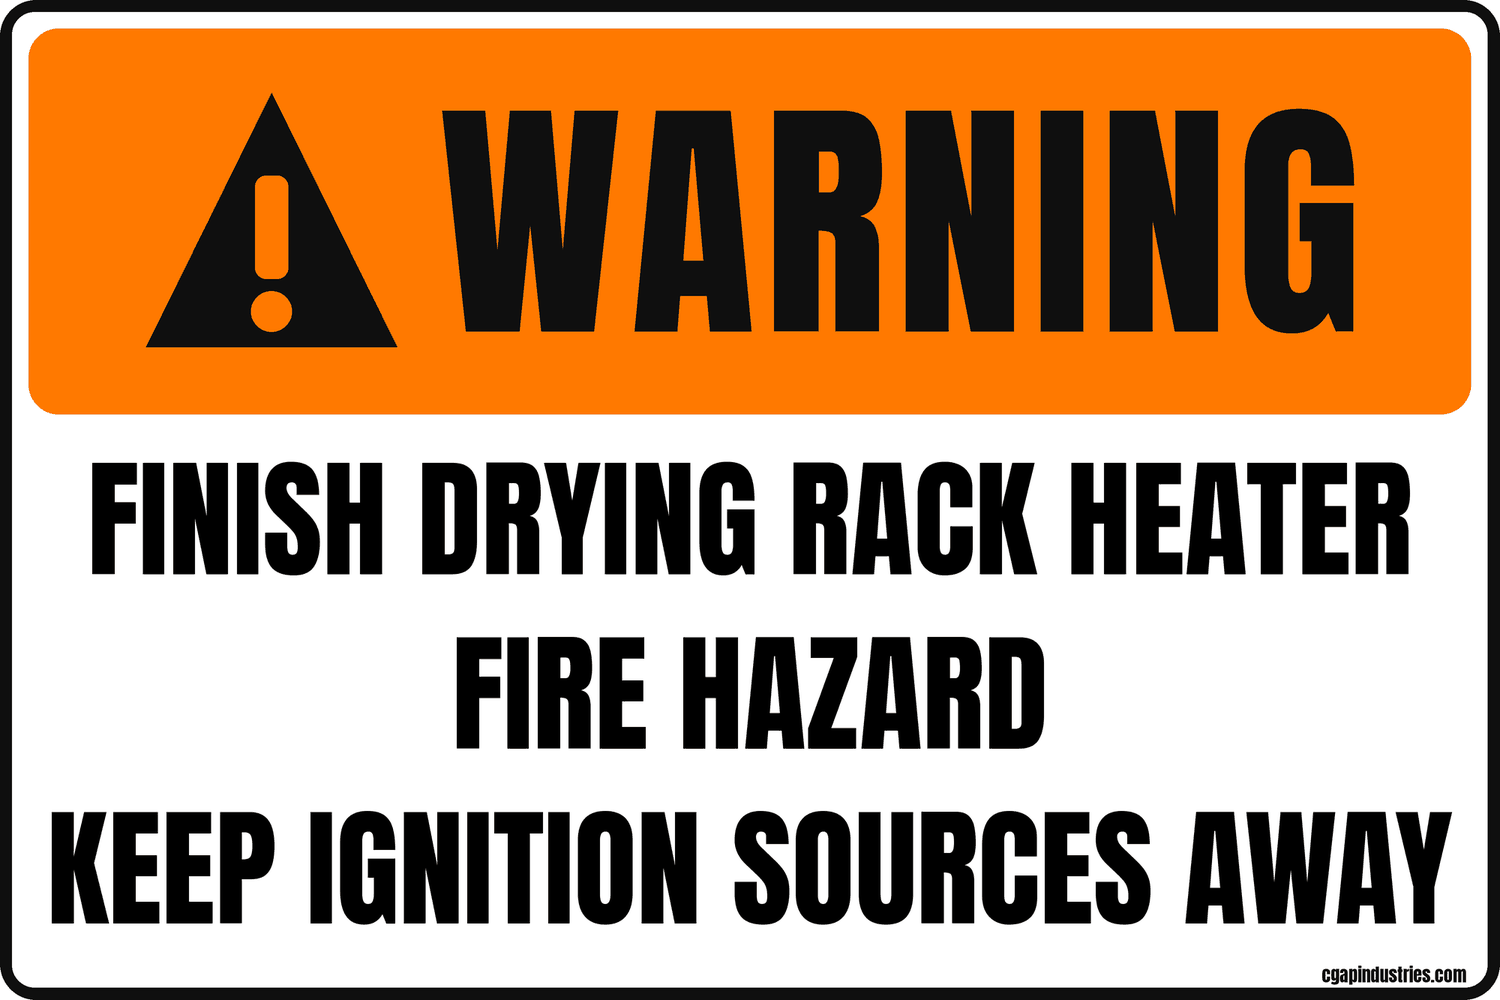 WARNING
FINISH DRYING RACK HEATER
FIRE HAZARD
KEEP IGNITION SOURCES AWAY
cgapindustries.com